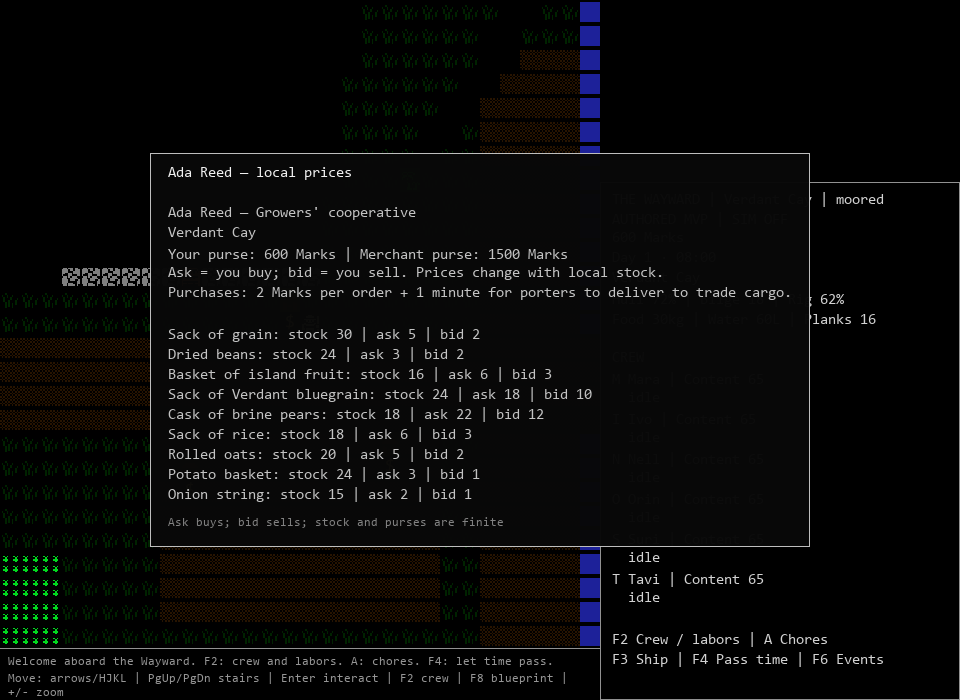 Ada Reed — local prices
Ada Reed — Growers' cooperative
Verdant Cay
Your purse: 600 Marks | Merchant purse: 1500 Marks
Ask = you buy; bid = you sell. Prices change with local stock.
Purchases: 2 Marks per order + 1 minute for porters to deliver to trade cargo.
Sack of grain: stock 30 | ask 5 | bid 2
Dried beans: stock 24 | ask 3 | bid 2
Basket of island fruit: stock 16 | ask 6 | bid 3
Sack of Verdant bluegrain: stock 24 | ask 18 | bid 10
Cask of brine pears: stock 18 | ask 22 | bid 12
Sack of rice: stock 18 | ask 6 | bid 3
Rolled oats: stock 20 | ask 5 | bid 2
Potato basket: stock 24 | ask 3 | bid 1
Onion string: stock 15 | ask 2 | bid 1
Ask buys; bid sells; stock and purses are finite
| moored
62%
Planks 16
idle
T Tavi | Content 65
idle
F2 Crew / labors | A Chores
F3 Ship | F4 Pass time | F6 Events
Welcome aboard the Wayward. F2: crew and labors. A: chores. F4: let time pass.
Move: arrows/HJKL | PgUp/PgDn stairs | Enter interact | F2 crew | F8 blueprint |
+/- zoom